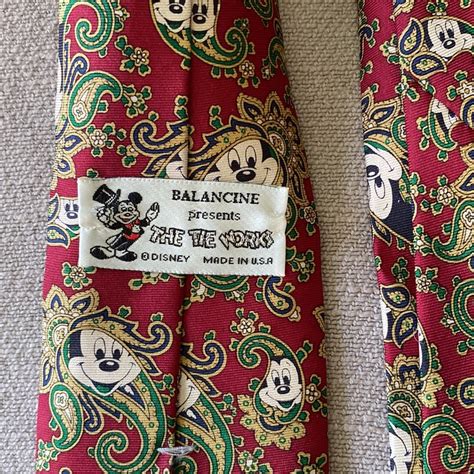 BALANCINE
presents
THE TIE WORKS
© DISNEY MADE IN U.S.A